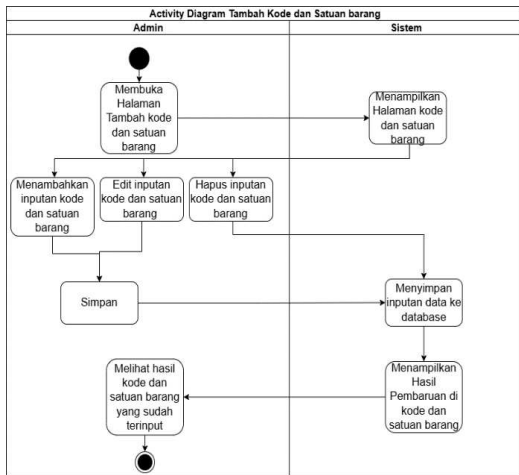 Activity Diagram Tambah Kode dan Satuan barang
Admin
Sistem
Membuka
Halaman
Tambah kode
dan satuan
barang
Menampilkan
Halaman kode
dan satuan
barang
Menambahkan
inputan kode
dan satuan
barang
Edit inputan
kode dan satuan
barang
Hapus inputan
kode dan satuan
barang
Simpan
Menyimpan
inputan data ke
database
Melihat hasil
kode dan
satuan barang
yang sudah
terinput
Menampilkan
Hasil
Pembaruan di
kode dan
satuan barang